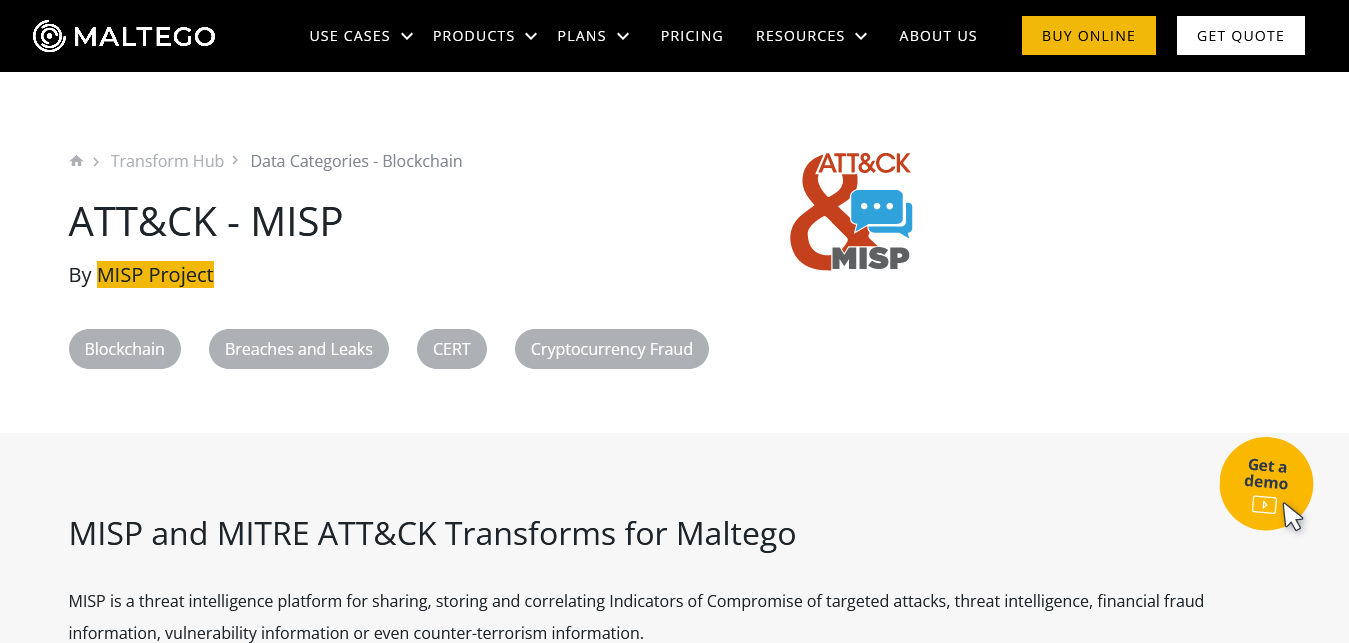 MALTEGO
USE CASES PRODUCTS PLANS PRICING RESOURCES ABOUT US BUY ONLINE GET QUOTE
Transform Hub Data Categories - Blockchain
ATT&CK
&
MISP
ATT&CK - MISP
By MISP Project
Blockchain Breaches and Leaks CERT Cryptocurrency Fraud
Get a
demo
MISP and MITRE ATT&CK Transforms for Maltego
MISP is a threat intelligence platform for sharing, storing and correlating Indicators of Compromise of targeted attacks, threat intelligence, financial fraud
information, vulnerability information or even counter-terrorism information.